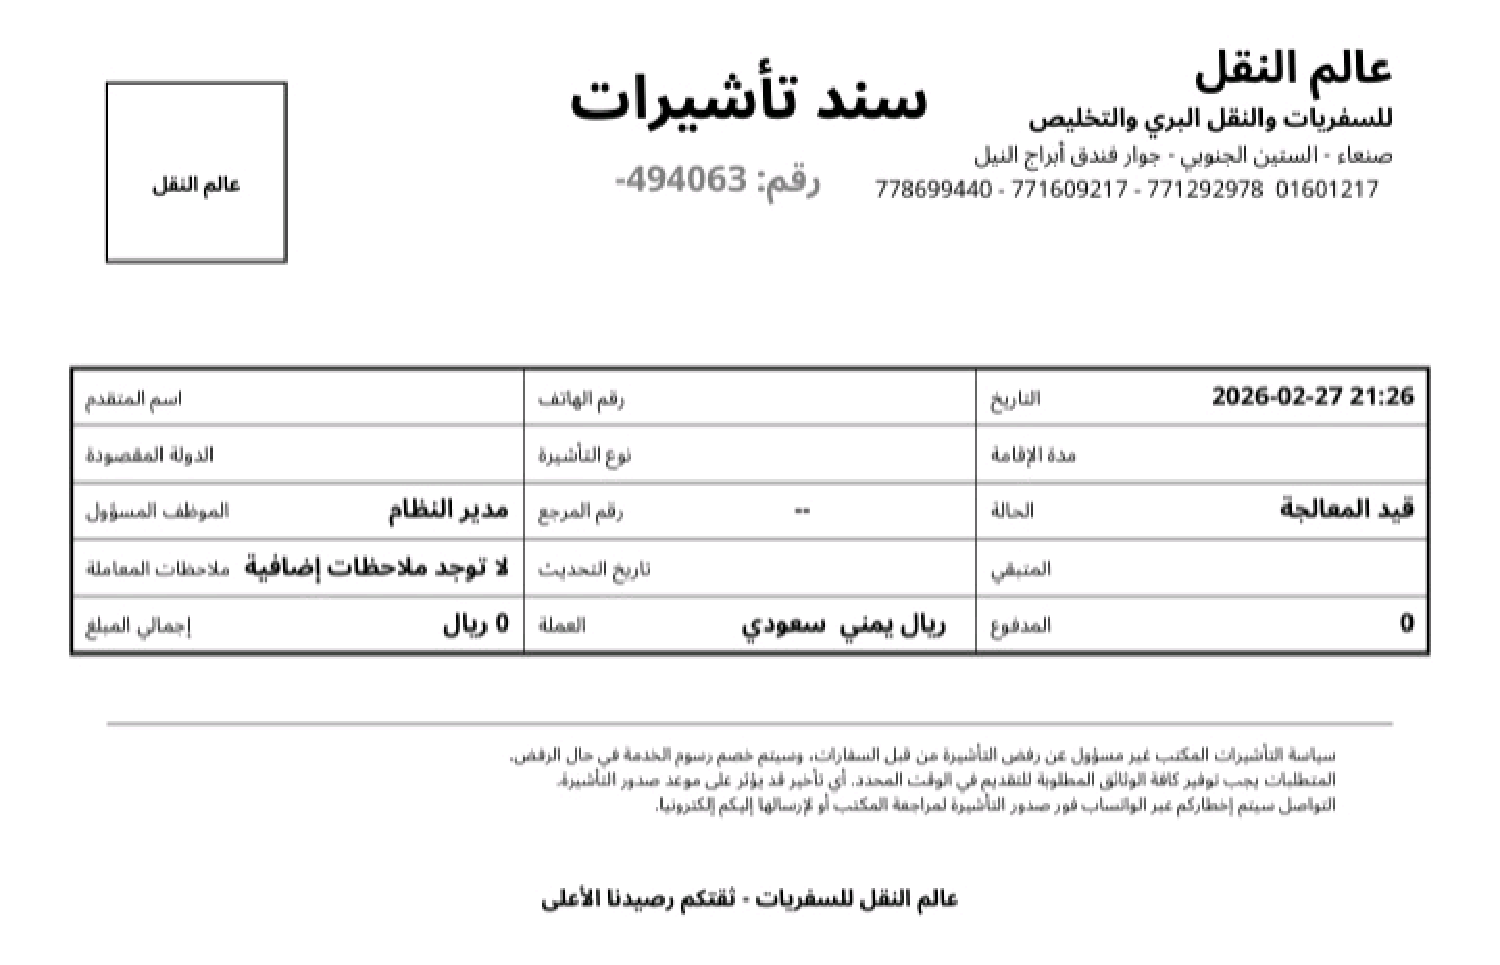 عالم النقل
للسفريات والنقل البري والتخليص
صنعاء - الستين الجنوبي - جوار فندق أبراج النيل
778699440 - 771609217 - 771292978 01601217
سند تأشيرات
رقم: 494063-
عالم النقل
اسم المتقدم رقم الهاتف التاريخ 2026-02-27 21:26
الدولة المقصودة نوع التأشيرة مدة الإقامة
الموظف المسؤول مدير النظام رقم المرجع -- الحالة قيد المعالجة
ملاحظات المعاملة لا توجد ملاحظات إضافية تاريخ التحديث المتبقي
إجمالي المبلغ 0 ريال العملة ريال يمني سعودي المدفوع 0
سياسة التأشيرات المكتب غير مسؤول عن رفض التأشيرة من قبل السفارات، وسيتم خصم رسوم الخدمة في حال الرفض.
المتطلبات يجب توفير كافة الوثائق المطلوبة للتقديم في الوقت المحدد، أي تأخير قد يؤثر على موعد صدور التأشيرة.
التواصل سيتم إخطاركم عبر الواتساب فور صدور التأشيرة لمراجعة المكتب أو لإرسالها إليكم إلكترونيا.
عالم النقل للسفريات - ثقتكم رصيدنا الأعلى